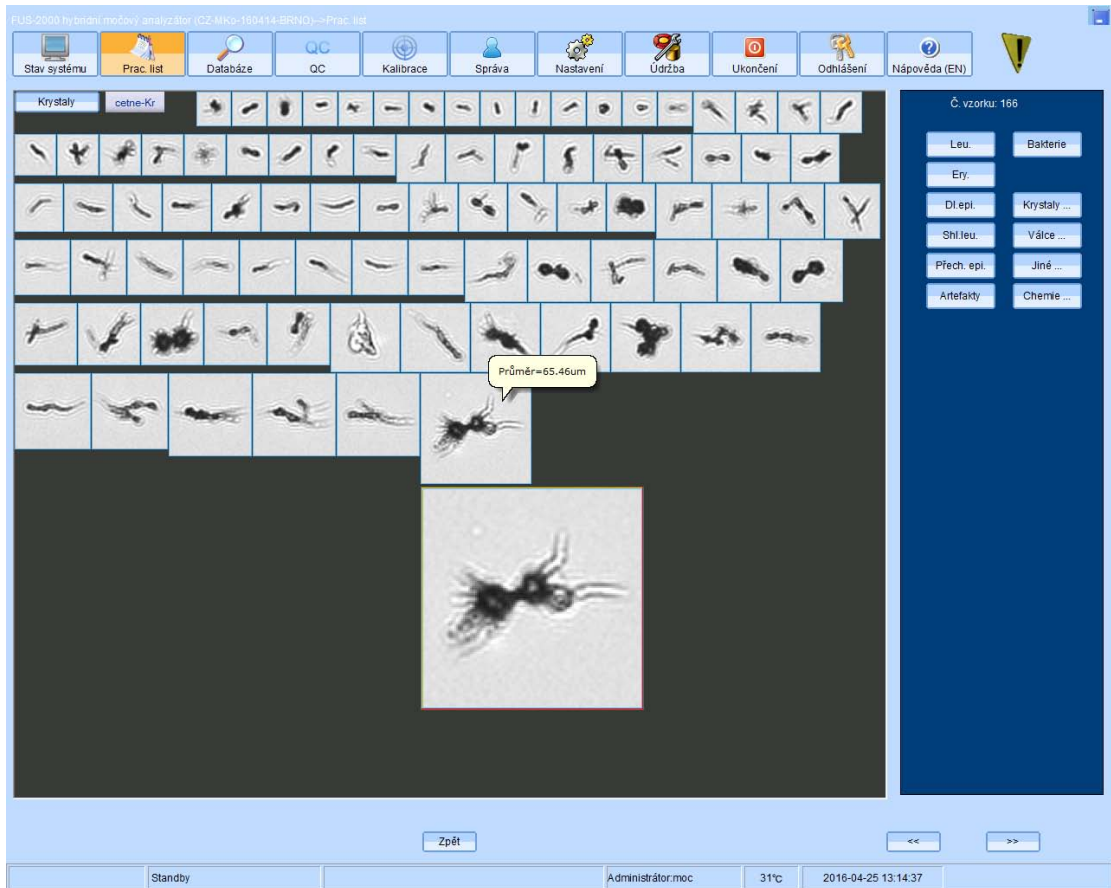 FUS-2000 hybridní močový analyzátor (CZ-MKo-160414-BRNO)-->Prac. list
Stav systému
Prac. list
Databáze
QC
QC
Kalibrace
Správa
Nastavení
Údržba
Ukončení
Odhlášení
Nápověda (EN)
Krystaly
cetne-Kr
Č. vzorku: 166
Leu.
Bakterie
Ery.
Dl.epi.
Krystaly ...
Shl.leu.
Válce ...
Přech. epi.
Jiné ...
Artefakty
Chemie ...
Průměr=65.46um
Zpět
<<
>>
Standby
Administrátor:moc
31℃
2016-04-25 13:14:37